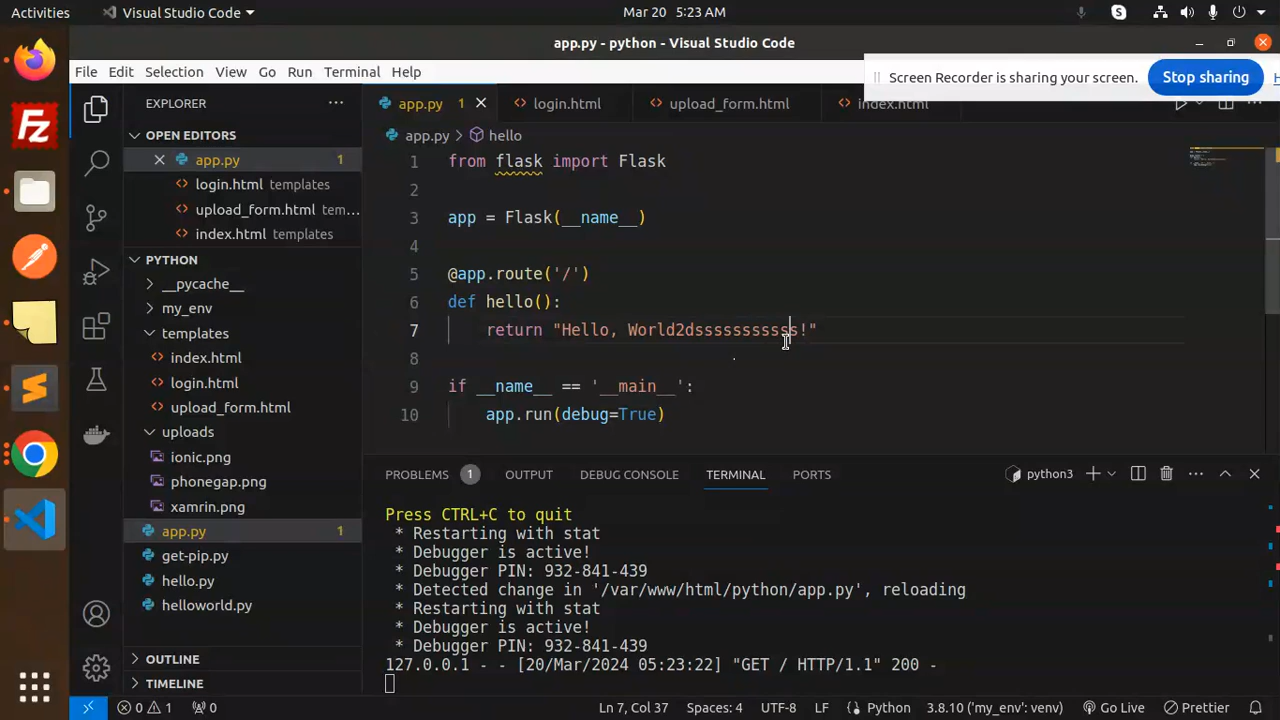 Activities
Visual Studio Code
Mar 20 5:23 AM
app.py - python - Visual Studio Code
File Edit Selection View Go Run Terminal Help
Screen Recorder is sharing your screen.
Stop sharing
H
EXPLORER
OPEN EDITORS
app.py 1
login.html templates
upload_form.html tem...
index.html templates
PYTHON
__pycache__
my_env
templates
index.html
login.html
upload_form.html
uploads
ionic.png
phonegap.png
xamrin.png
app.py 1
get-pip.py
hello.py
helloworld.py
OUTLINE
TIMELINE
app.py 1 login.html upload_form.html index.html
app.py hello
1 from flask import Flask
2
3 app = Flask(__name__)
4
5 @app.route('/')
6 def hello():
7 return "Hello, World2dsssssssssss!"
8
9 if __name__ == '__main__':
10 app.run(debug=True)
PROBLEMS 1 OUTPUT DEBUG CONSOLE TERMINAL PORTS
python3
Press CTRL+C to quit
* Restarting with stat
* Debugger is active!
* Debugger PIN: 932-841-439
* Detected change in '/var/www/html/python/app.py', reloading
* Restarting with stat
* Debugger is active!
* Debugger PIN: 932-841-439
127.0.0.1 - - [20/Mar/2024 05:23:22] "GET / HTTP/1.1" 200 -
0 1 0
Ln 7, Col 37 Spaces: 4 UTF-8 LF Python 3.8.10 ('my_env': venv) Go Live Prettier